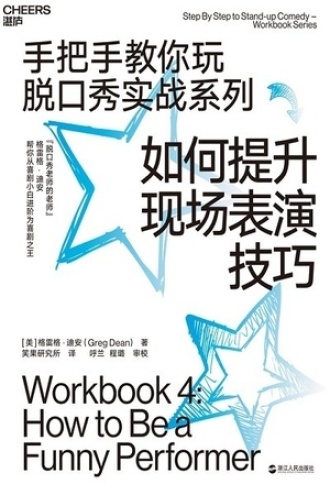 CHEERS
湛庐
Step By Step to Stand-up Comedy –
Workbook Series
手把手教你玩
脱口秀实战系列
如何提升
现场表演
技巧
『脱口秀老师的老师』
格雷格·迪安
帮你从喜剧小白进阶为喜剧之王
[美]格雷格·迪安(Greg Dean) 著
笑果研究所 译 呼兰 程璐 审校
Workbook 4:
How to Be a
Funny Performer
浙江人民出版社